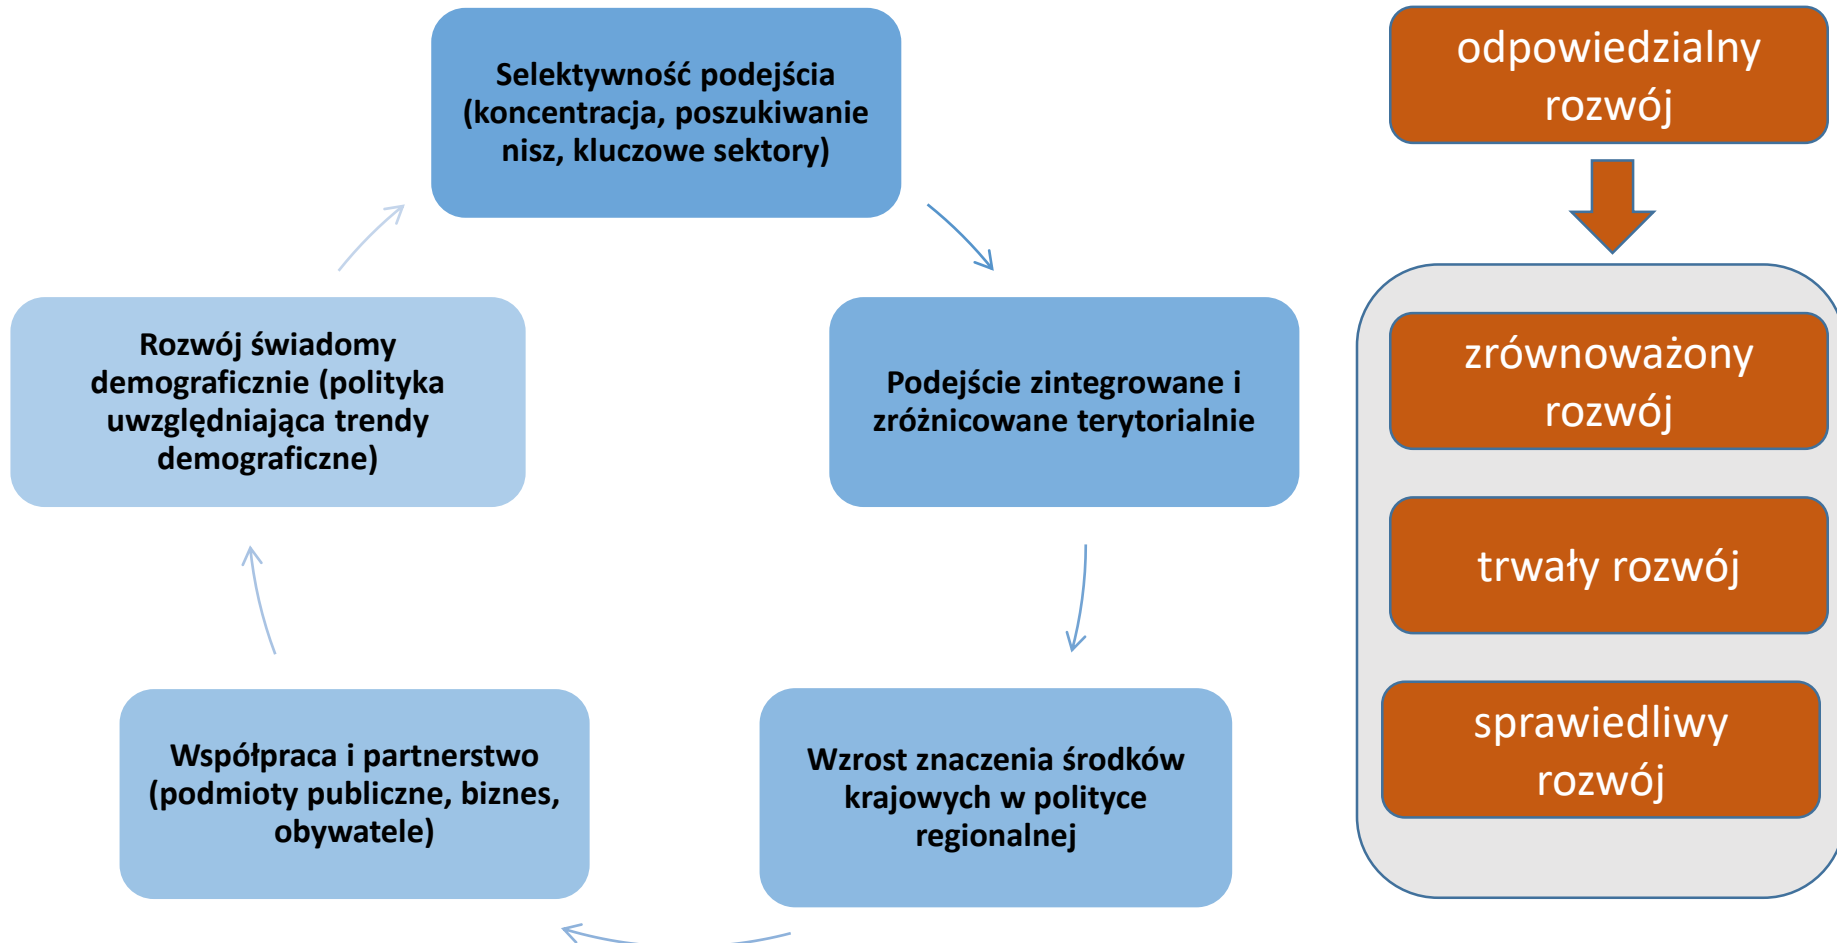 Selektywność podejścia
(koncentracja, poszukiwanie
nisz, kluczowe sektory)
Podejście zintegrowane i
zróżnicowane terytorialnie
Wzrost znaczenia środków
krajowych w polityce
regionalnej
Współpraca i partnerstwo
(podmioty publiczne, biznes,
obywatele)
Rozwój świadomy
demograficznie (polityka
uwzględniająca trendy
demograficzne)
odpowiedzialny
rozwój
zrównoważony
rozwój
trwały rozwój
sprawiedliwy
rozwój